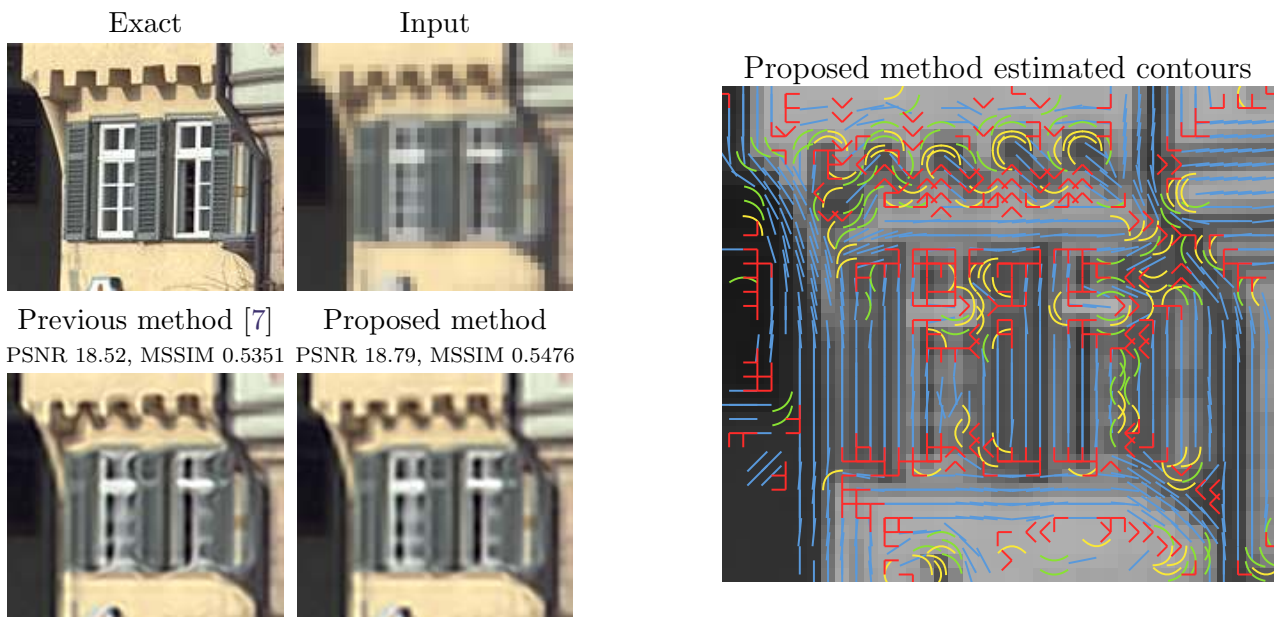 Exact
Input
Previous method [7]
PSNR 18.52, MSSIM 0.5351
Proposed method
PSNR 18.79, MSSIM 0.5476
Proposed method estimated contours